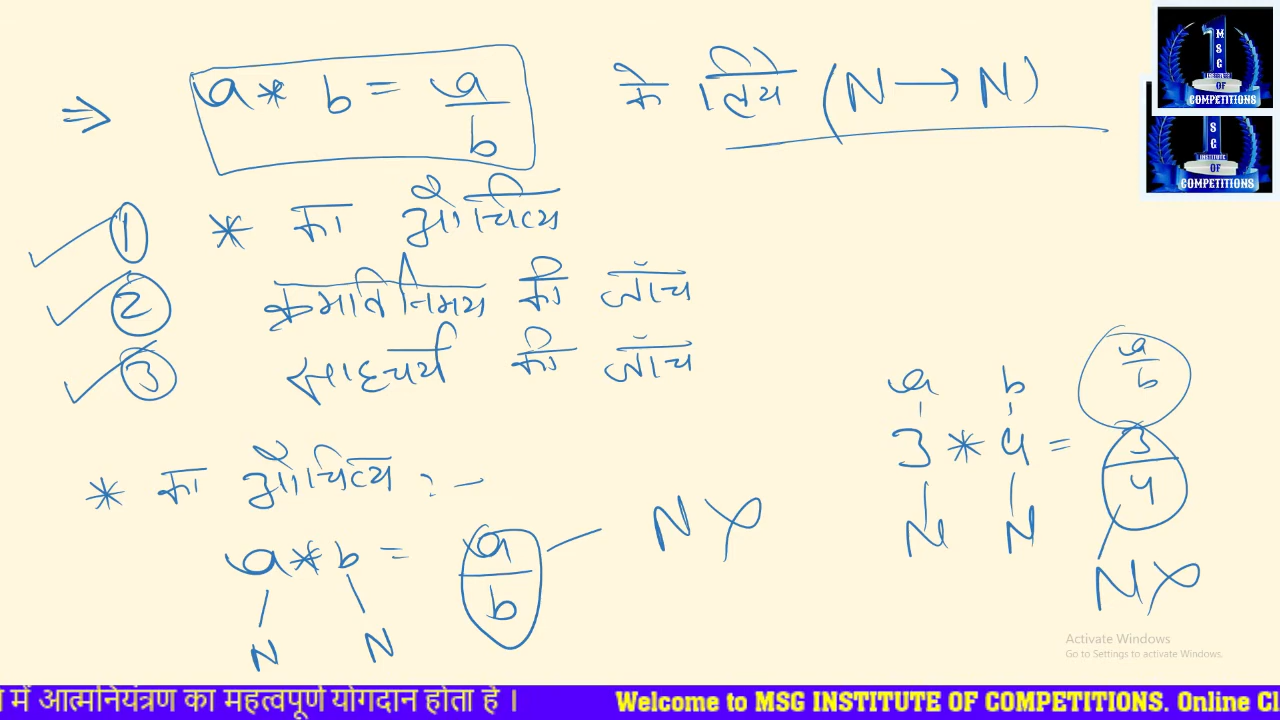 ⇒ a * b = a/b के लिये (N → N)
① * का औचित्य
② क्रमविनिमय की जाँच
③ साहचर्य की जाँच
* का औचित्य :-
a * b = a/b — N ×
N N
a b a/b
3 * 4 = 3/4
N N N ×
MSG INSTITUTE OF COMPETITIONS
SG INSTITUTE OF COMPETITIONS
Activate Windows
Go to Settings to activate Windows.
में आत्मनियंत्रण का महत्वपूर्ण योगदान होता है । Welcome to MSG INSTITUTE OF COMPETITIONS. Online Cl